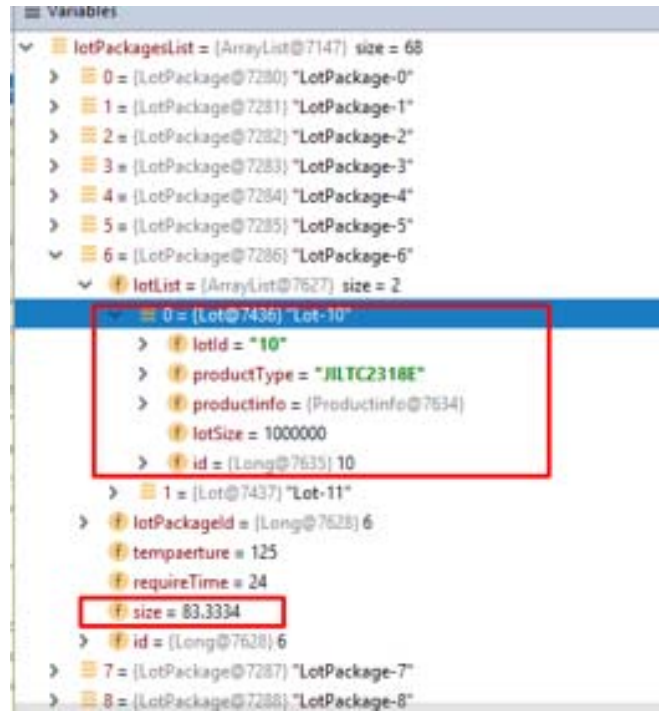 Variables
lotPackagesList = {ArrayList@7147} size = 68
0 = {LotPackage@7280} "LotPackage-0"
1 = {LotPackage@7281} "LotPackage-1"
2 = {LotPackage@7282} "LotPackage-2"
3 = {LotPackage@7283} "LotPackage-3"
4 = {LotPackage@7284} "LotPackage-4"
5 = {LotPackage@7285} "LotPackage-5"
6 = {LotPackage@7286} "LotPackage-6"
f lotList = {ArrayList@7627} size = 2
0 = {Lot@7436} "Lot-10"
f lotId = "10"
f productType = "JILTC2318E"
f productinfo = {Productinfo@7634}
f lotSize = 1000000
f id = {Long@7635} 10
1 = {Lot@7437} "Lot-11"
f lotPackageId = {Long@7628} 6
f tempaerture = 125
f requireTime = 24
f size = 83.3334
f id = {Long@7628} 6
7 = {LotPackage@7287} "LotPackage-7"
8 = {LotPackage@7288} "LotPackage-8"